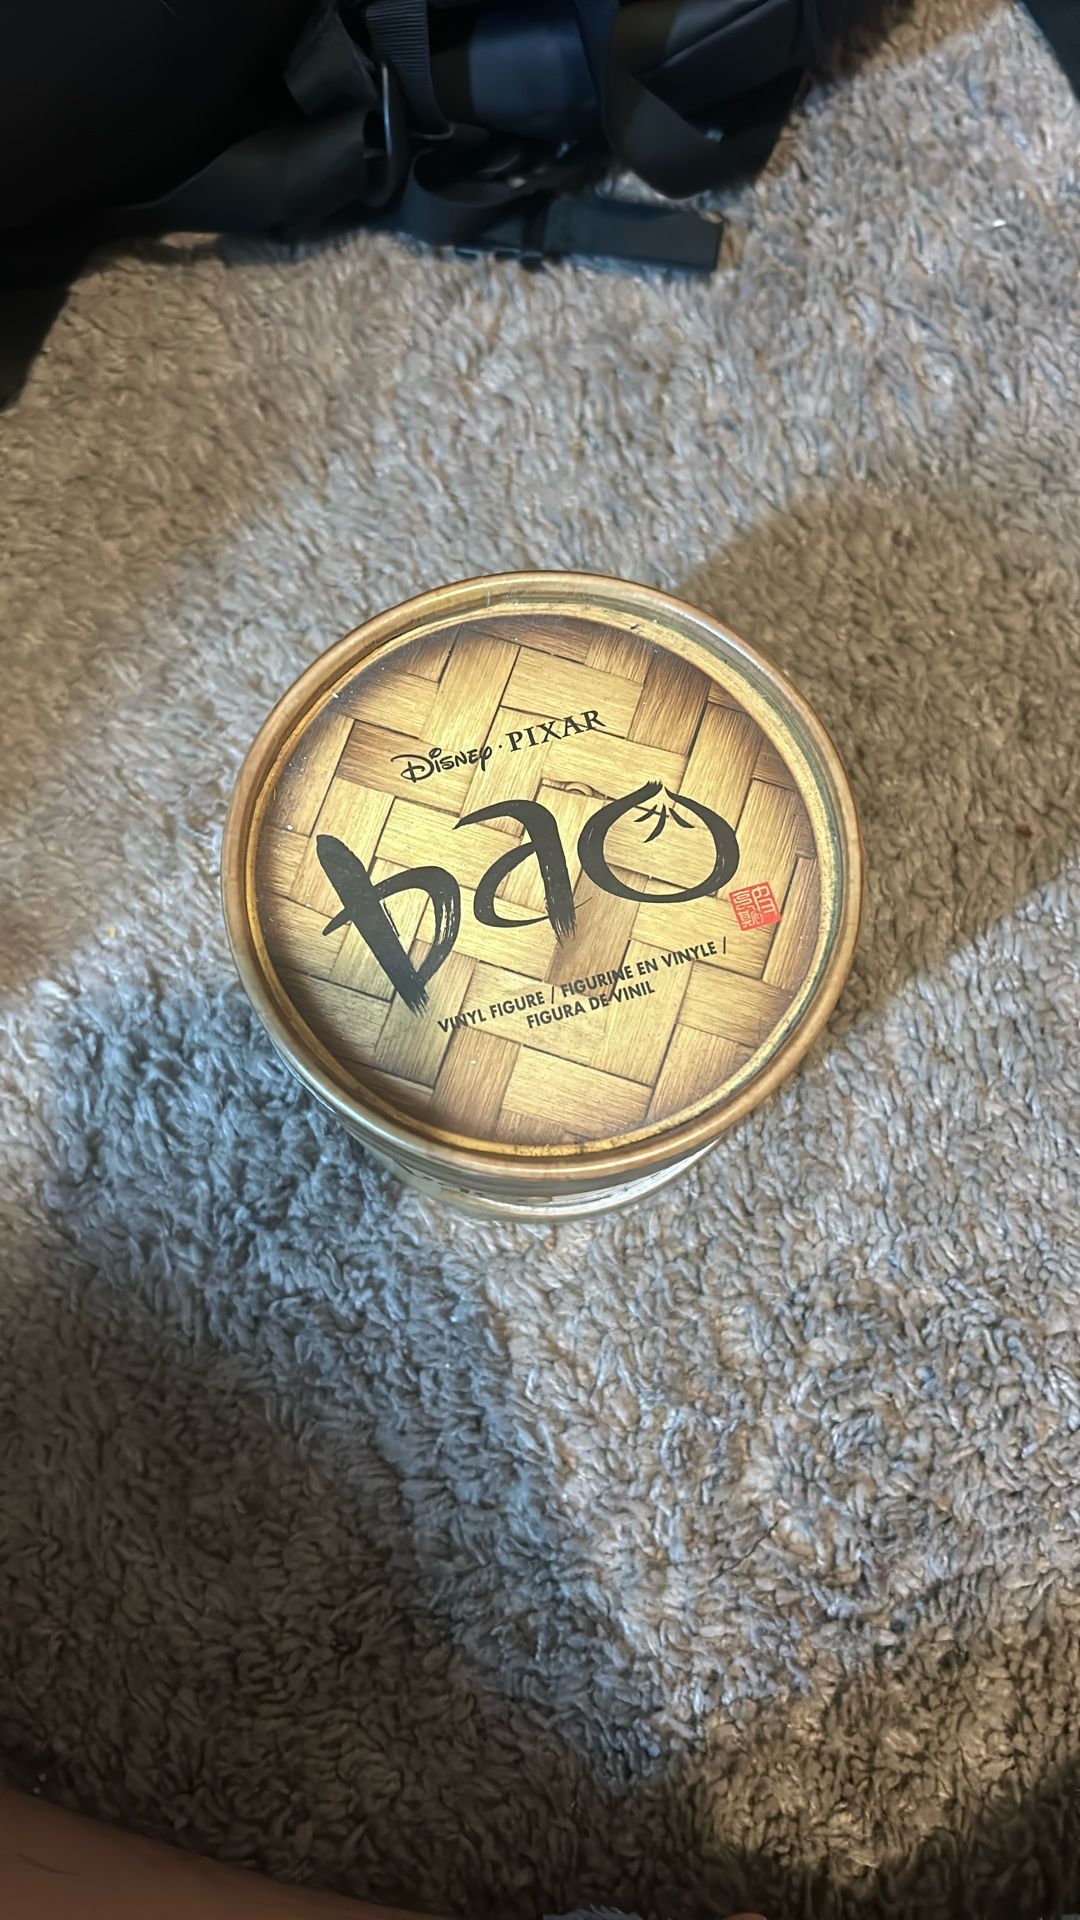 Disney·PIXAR
bao
VINYL FIGURE / FIGURINE EN VINYLE /
FIGURA DE VINIL